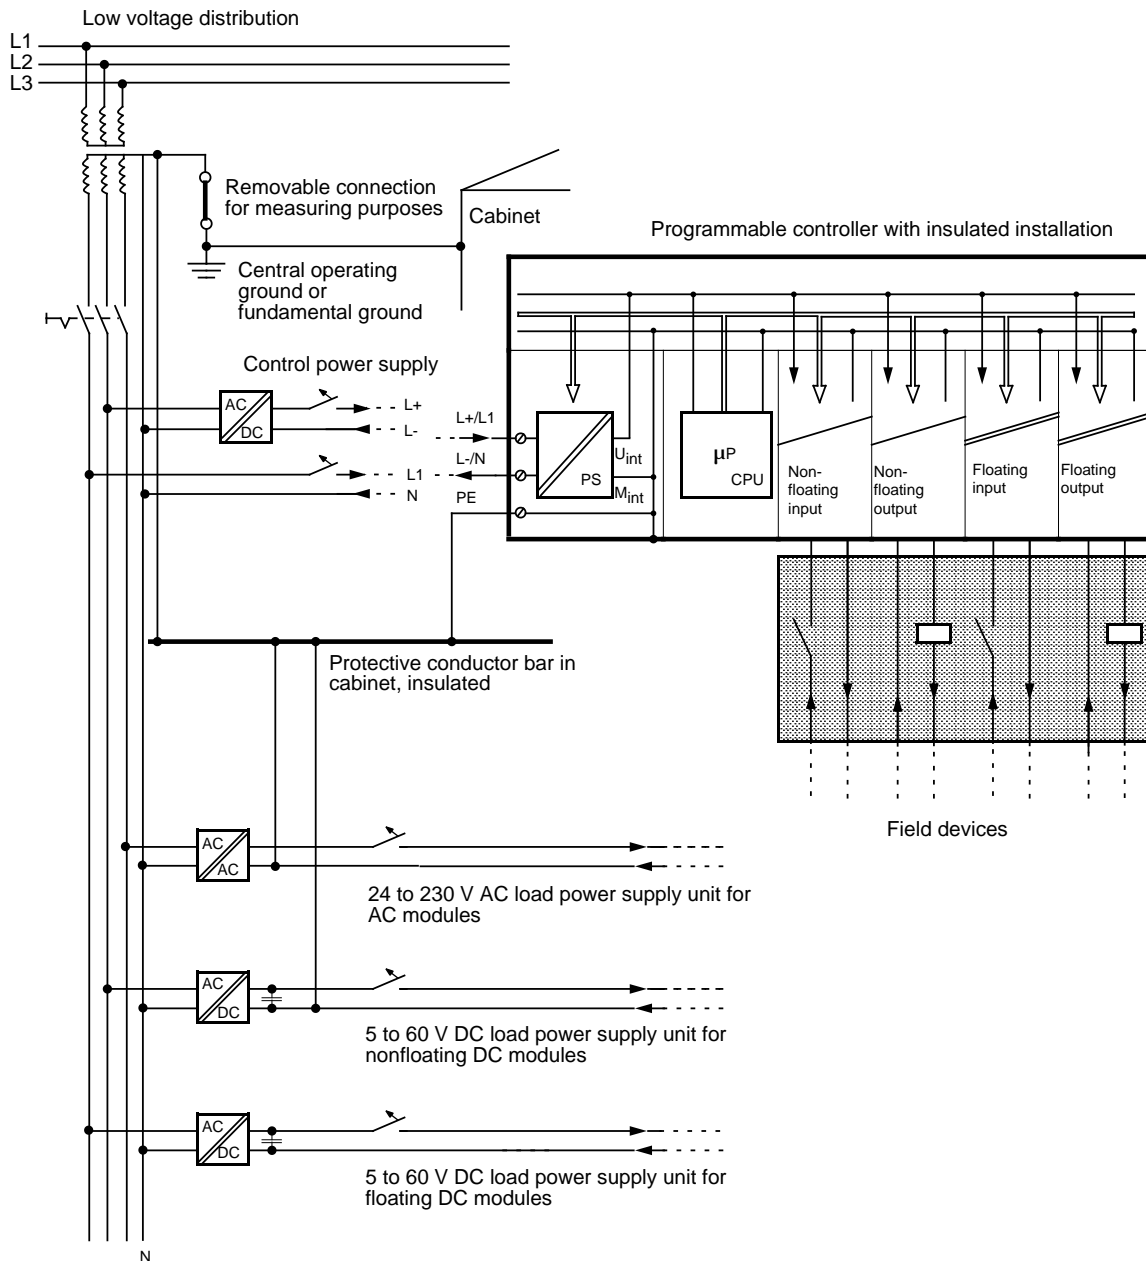 Low voltage distribution
L1
L2
L3
Removable connection
for measuring purposes
Cabinet
Programmable controller with insulated installation
Central operating
ground or
fundamental ground
Control power supply
AC
DC
L+
L-
L+/L1
L-/N
L1
N
PE
Uint
Mint
PS
µP
CPU
Non-
floating
input
Non-
floating
output
Floating
input
Floating
output
Protective conductor bar in
cabinet, insulated
Field devices
AC
AC
24 to 230 V AC load power supply unit for
AC modules
AC
DC
5 to 60 V DC load power supply unit for
nonfloating DC modules
AC
DC
5 to 60 V DC load power supply unit for
floating DC modules
N